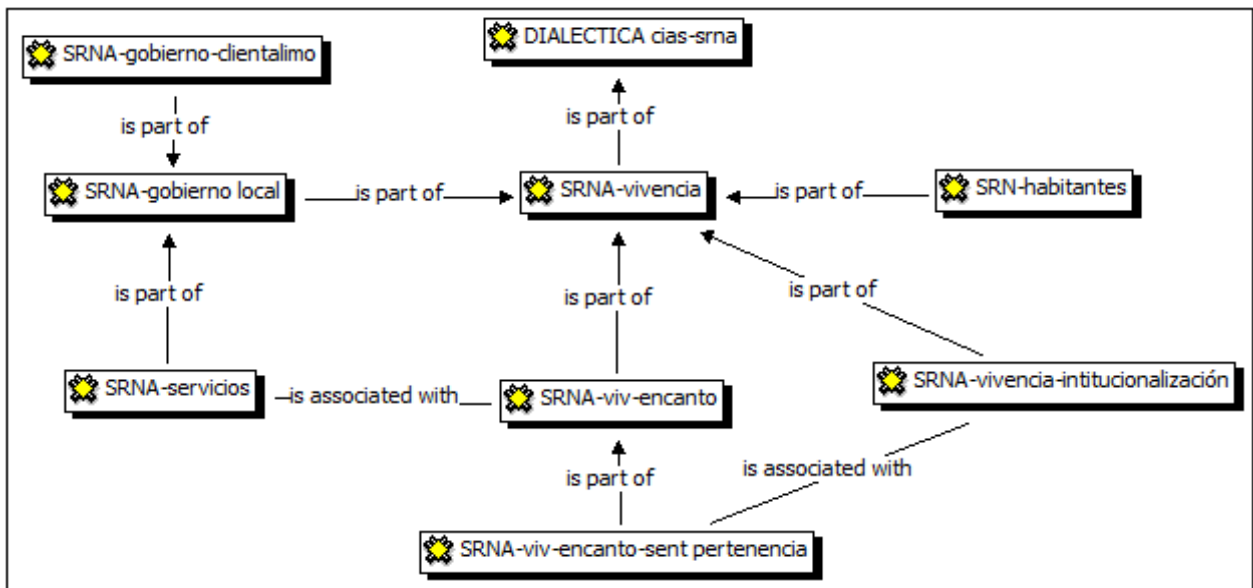 SRNA-gobierno-clientalimo
DIALECTICA cias-srna
is part of
is part of
SRNA-gobierno local
is part of
SRNA-vivencia
is part of
SRN-habitantes
is part of
is part of
is part of
SRNA-servicios
is associated with
SRNA-viv-encanto
SRNA-vivencia-intitucionalización
is part of
is associated with
SRNA-viv-encanto-sent pertenencia